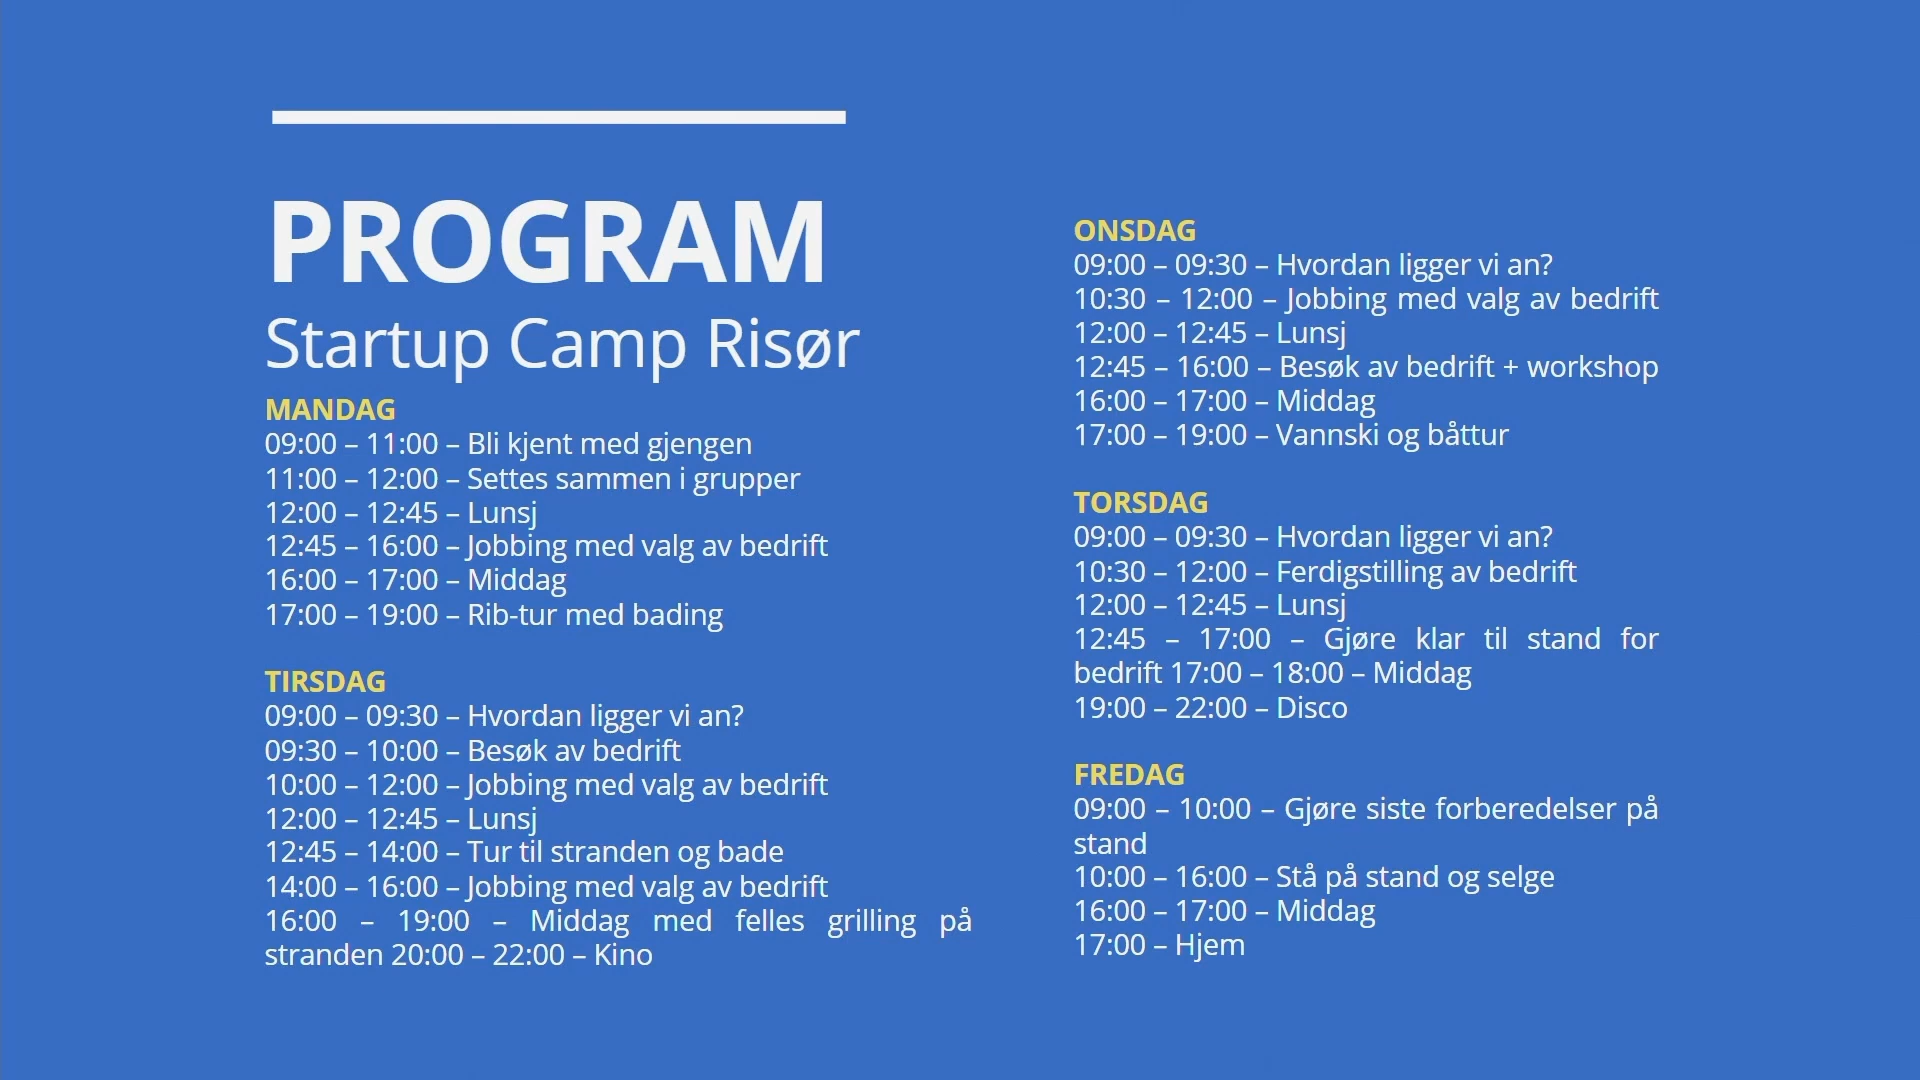 PROGRAM
Startup Camp Risør
MANDAG
09:00 – 11:00 – Bli kjent med gjengen
11:00 – 12:00 – Settes sammen i grupper
12:00 – 12:45 – Lunsj
12:45 – 16:00 – Jobbing med valg av bedrift
16:00 – 17:00 – Middag
17:00 – 19:00 – Rib-tur med bading
TIRSDAG
09:00 – 09:30 – Hvordan ligger vi an?
09:30 – 10:00 – Besøk av bedrift
10:00 – 12:00 – Jobbing med valg av bedrift
12:00 – 12:45 – Lunsj
12:45 – 14:00 – Tur til stranden og bade
14:00 – 16:00 – Jobbing med valg av bedrift
16:00 – 19:00 – Middag med felles grilling på
stranden 20:00 – 22:00 – Kino
ONSDAG
09:00 – 09:30 – Hvordan ligger vi an?
10:30 – 12:00 – Jobbing med valg av bedrift
12:00 – 12:45 – Lunsj
12:45 – 16:00 – Besøk av bedrift + workshop
16:00 – 17:00 – Middag
17:00 – 19:00 – Vannski og båttur
TORSDAG
09:00 – 09:30 – Hvordan ligger vi an?
10:30 – 12:00 – Ferdigstilling av bedrift
12:00 – 12:45 – Lunsj
12:45 – 17:00 – Gjøre klar til stand for
bedrift 17:00 – 18:00 – Middag
19:00 – 22:00 – Disco
FREDAG
09:00 – 10:00 – Gjøre siste forberedelser på
stand
10:00 – 16:00 – Stå på stand og selge
16:00 – 17:00 – Middag
17:00 – Hjem